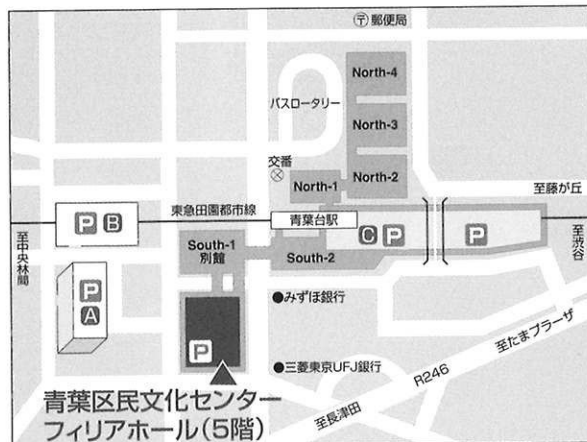 〒郵便局
North-4
バスロータリー
North-3
交番
North-2
North-1
至藤が丘
東急田園都市線
青葉台駅
P B
C P
P
至中央林間
至渋谷
South-1
別館
South-2
P
A
●みずほ銀行
P
至たまプラーザ
●三菱東京UFJ銀行
R246
至長津田
青葉区民文化センター
フィリアホール(5階)